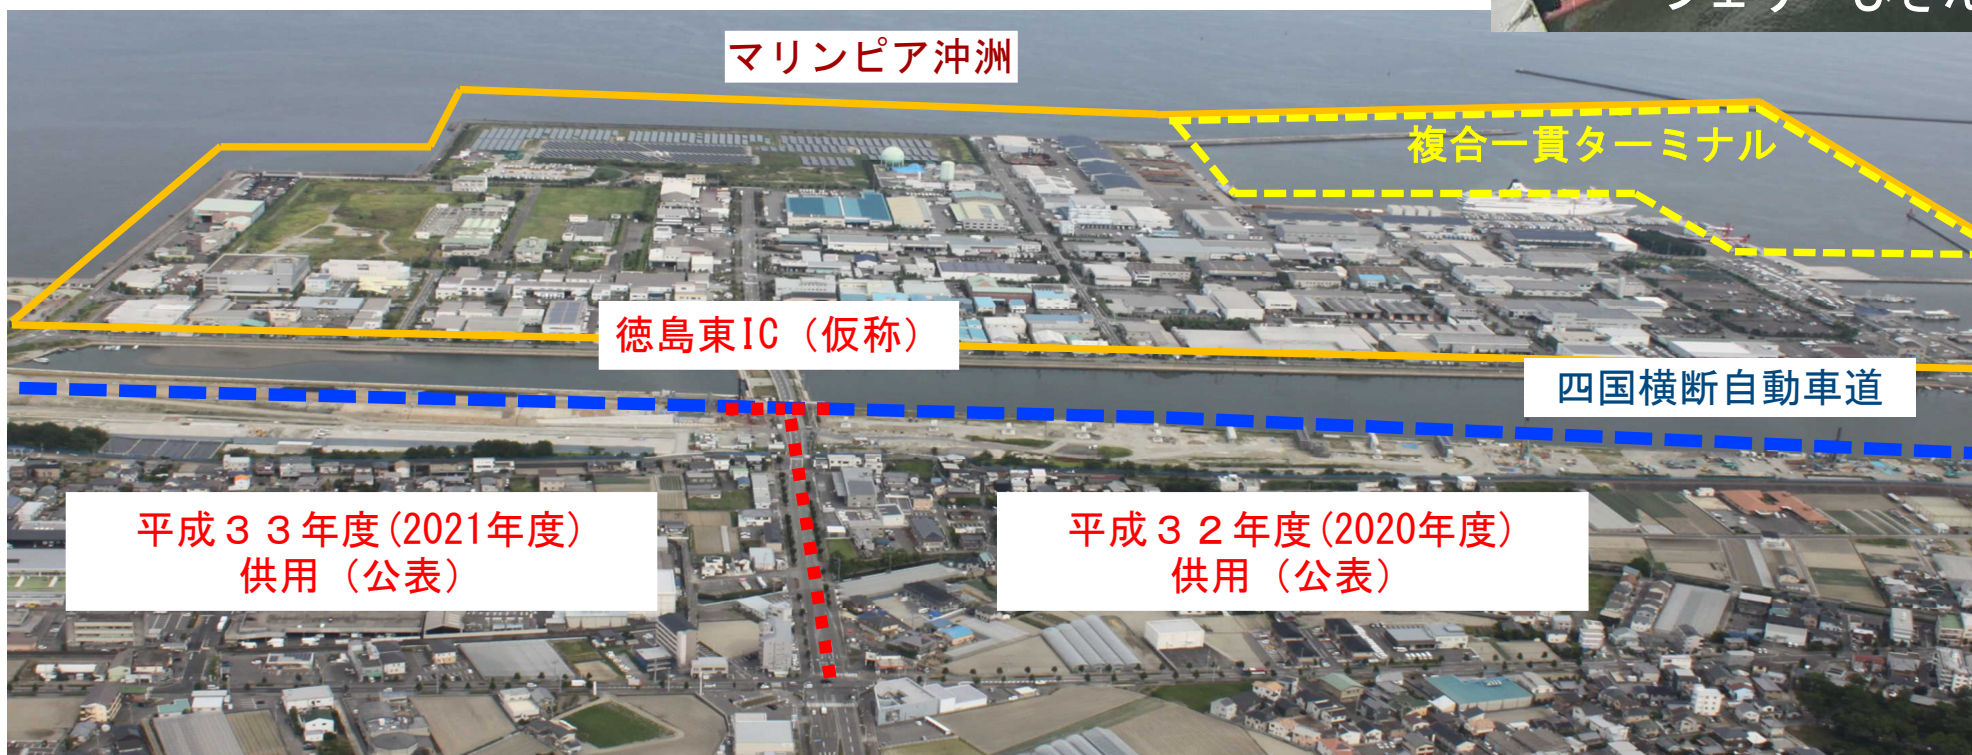 マリンピア沖洲
複合一貫ターミナル
徳島東IC（仮称）
四国横断自動車道
平成３３年度(2021年度)
供用（公表）
平成３２年度(2020年度)
供用（公表）